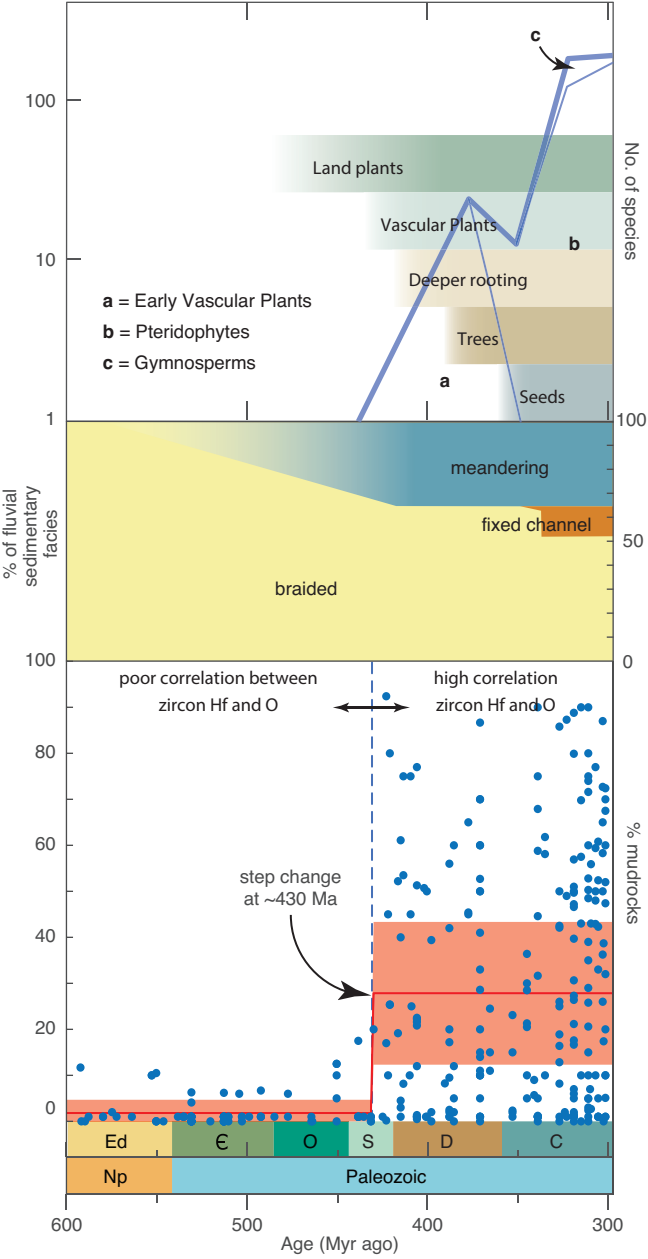 c
100
Land plants
No. of species
Vascular Plants
b
10
Deeper rooting
a = Early Vascular Plants
b = Pteridophytes
Trees
c = Gymnosperms
a
Seeds
1
100
meandering
% of fluvial
sedimentary
facies
fixed channel
50
braided
100
0
poor correlation between
zircon Hf and O
high correlation
zircon Hf and O
80
% mudrocks
60
step change
at ~430 Ma
40
20
0
Ed
Є
O
S
D
C
Np
Paleozoic
600
500
400
300
Age (Myr ago)